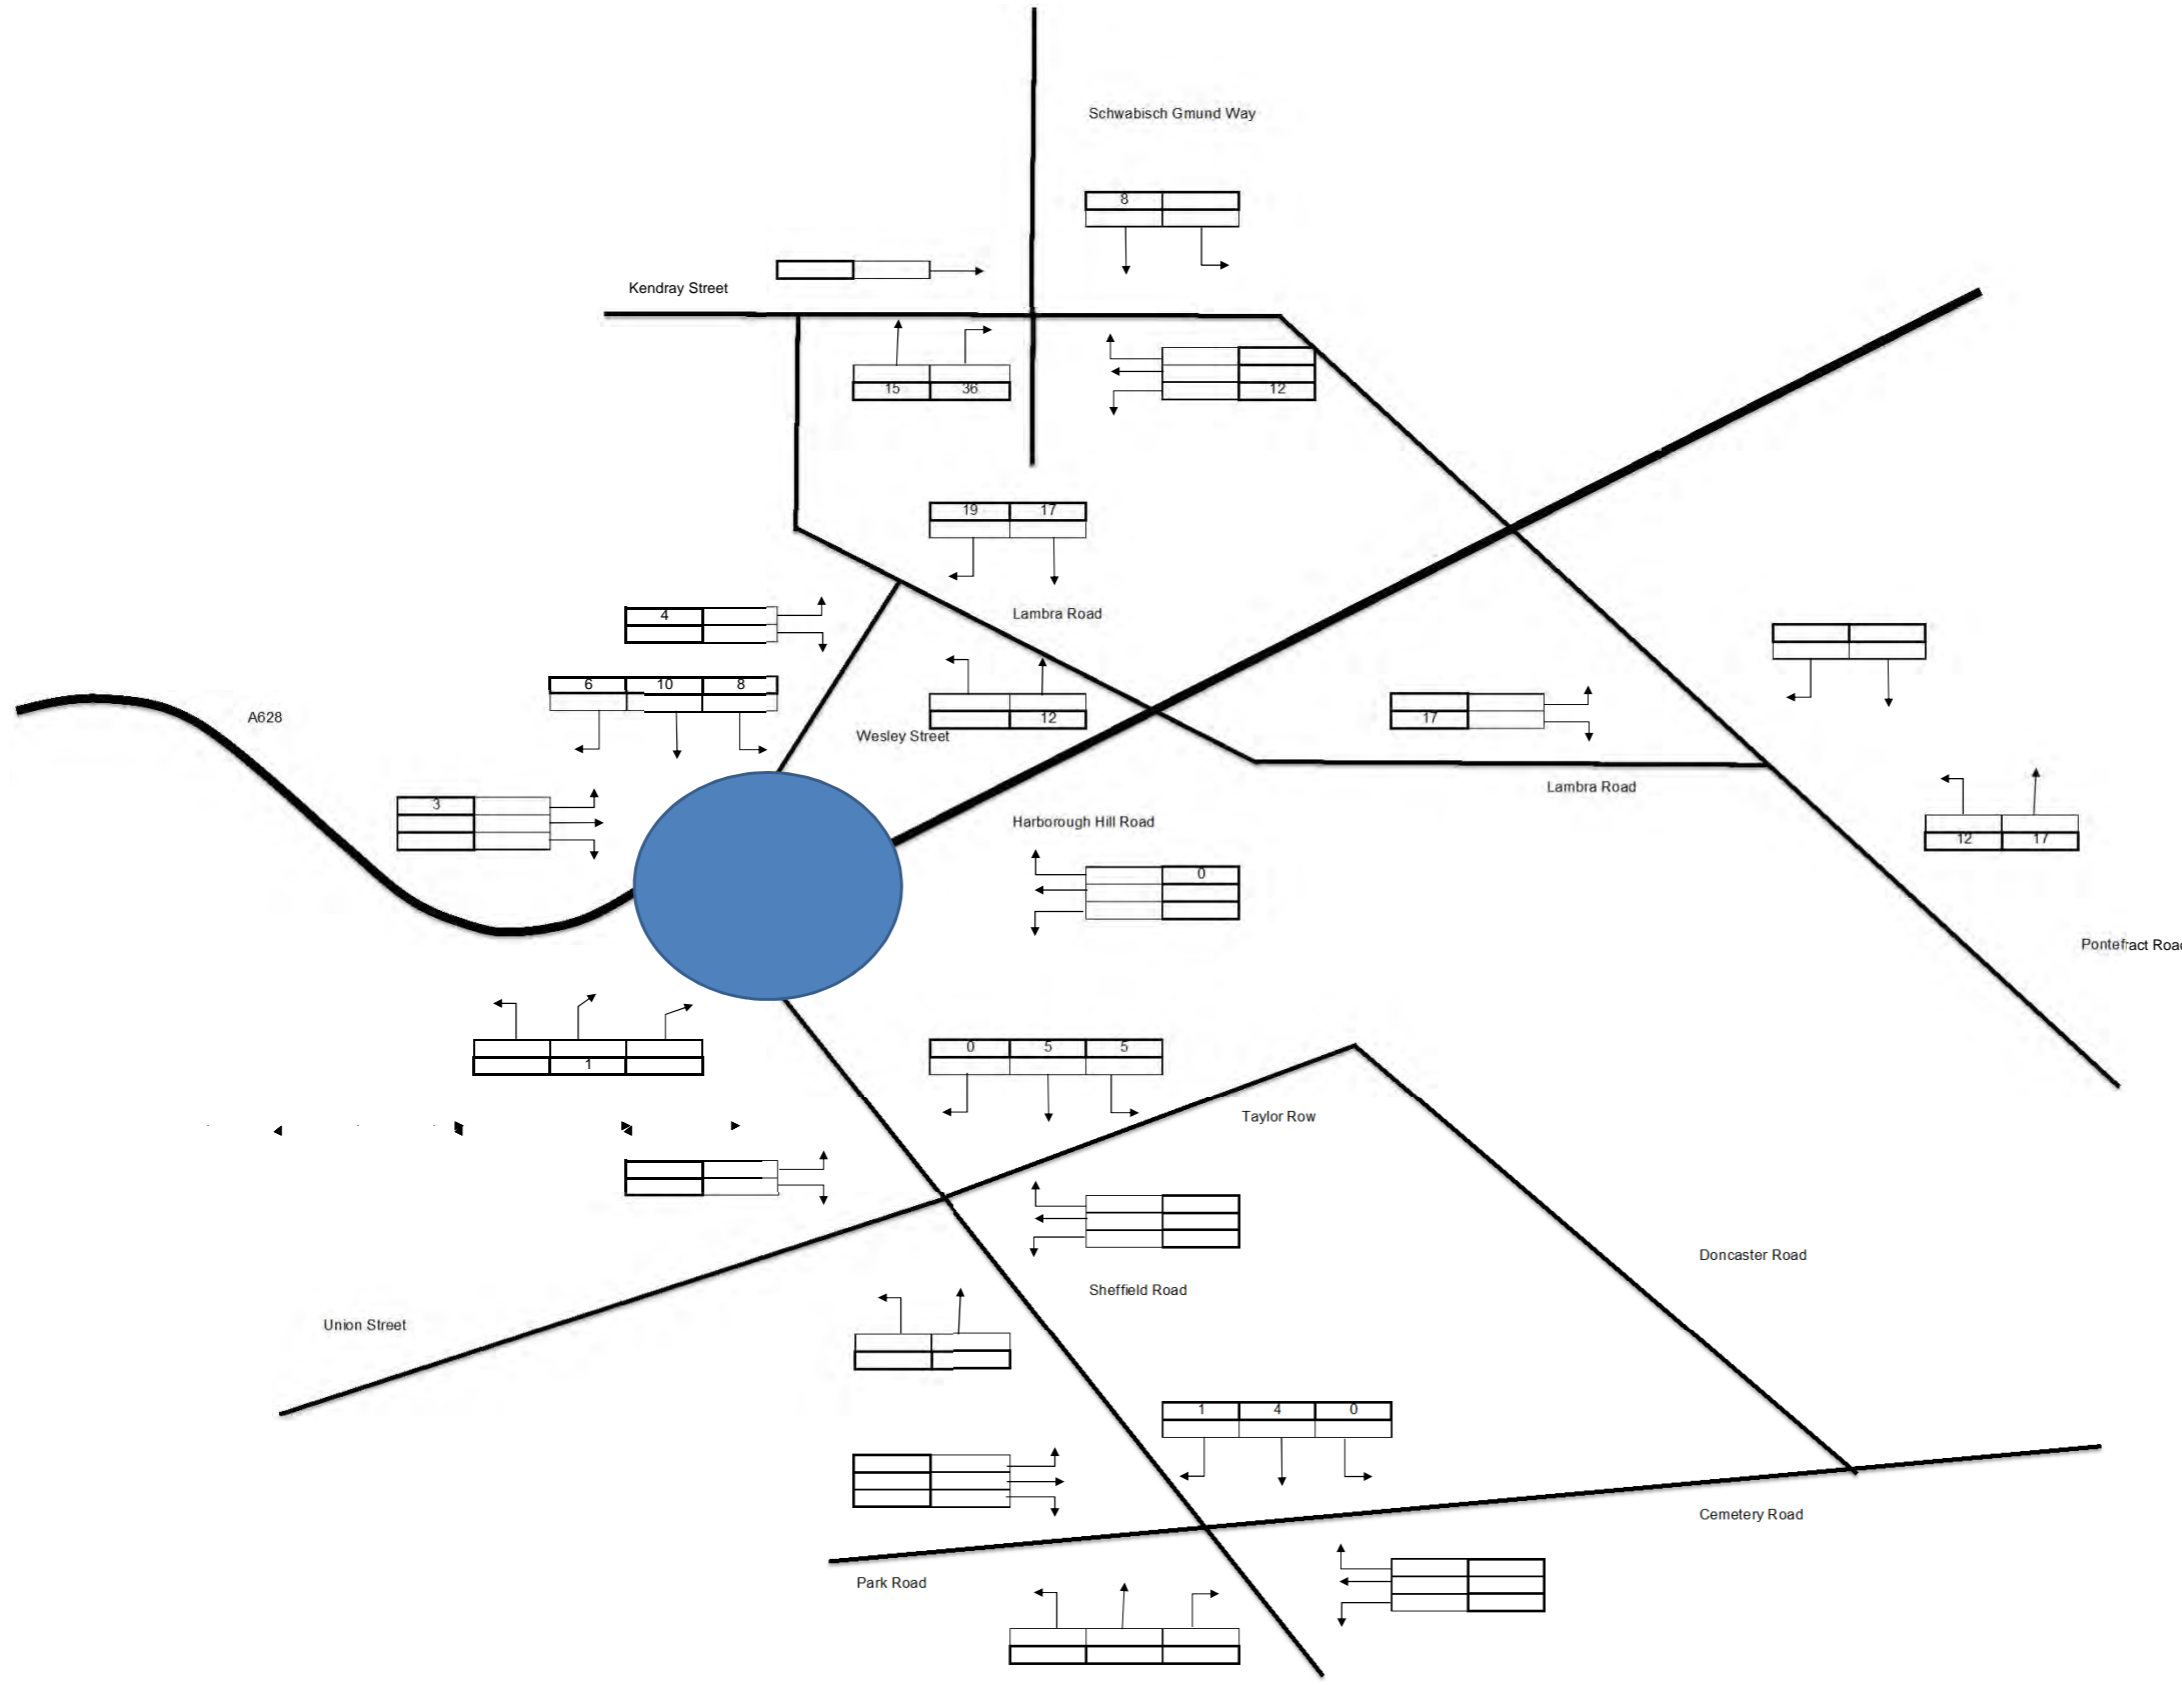 Schwabisch Gmund Way
8
Kendray Street
15 36
12
19 17
4
Lambra Road
6 10 8
12
17
A628
Wesley Street
Lambra Road
3
Harborough Hill Road
12 17
0
Pontefract Roa
0 5 5
1
Taylor Row
Doncaster Road
Sheffield Road
Union Street
1 4 0
Cemetery Road
Park Road